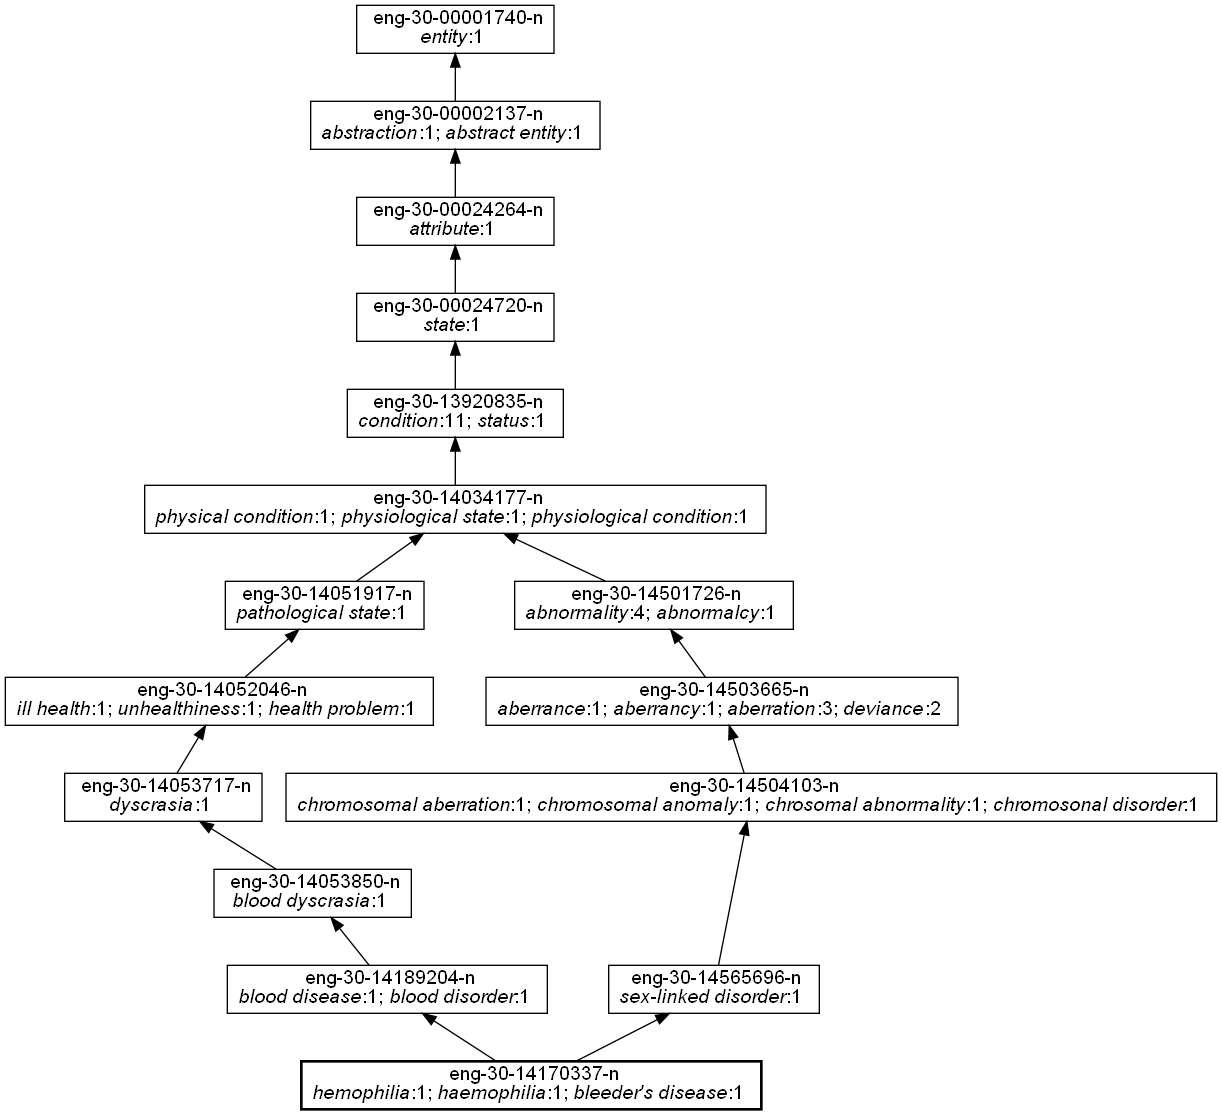 eng-30-00001740-n
entity:1
eng-30-00002137-n
abstraction:1; abstract entity:1
eng-30-00024264-n
attribute:1
eng-30-00024720-n
state:1
eng-30-13920835-n
condition:11; status:1
eng-30-14034177-n
physical condition:1; physiological state:1; physiological condition:1
eng-30-14051917-n
pathological state:1
eng-30-14501726-n
abnormality:4; abnormalcy:1
eng-30-14052046-n
ill health:1; unhealthiness:1; health problem:1
eng-30-14503665-n
aberrance:1; aberrancy:1; aberration:3; deviance:2
eng-30-14053717-n
dyscrasia:1
eng-30-14504103-n
chromosomal aberration:1; chromosomal anomaly:1; chrosomal abnormality:1; chromosonal disorder:1
eng-30-14053850-n
blood dyscrasia:1
eng-30-14189204-n
blood disease:1; blood disorder:1
eng-30-14565696-n
sex-linked disorder:1
eng-30-14170337-n
hemophilia:1; haemophilia:1; bleeder's disease:1